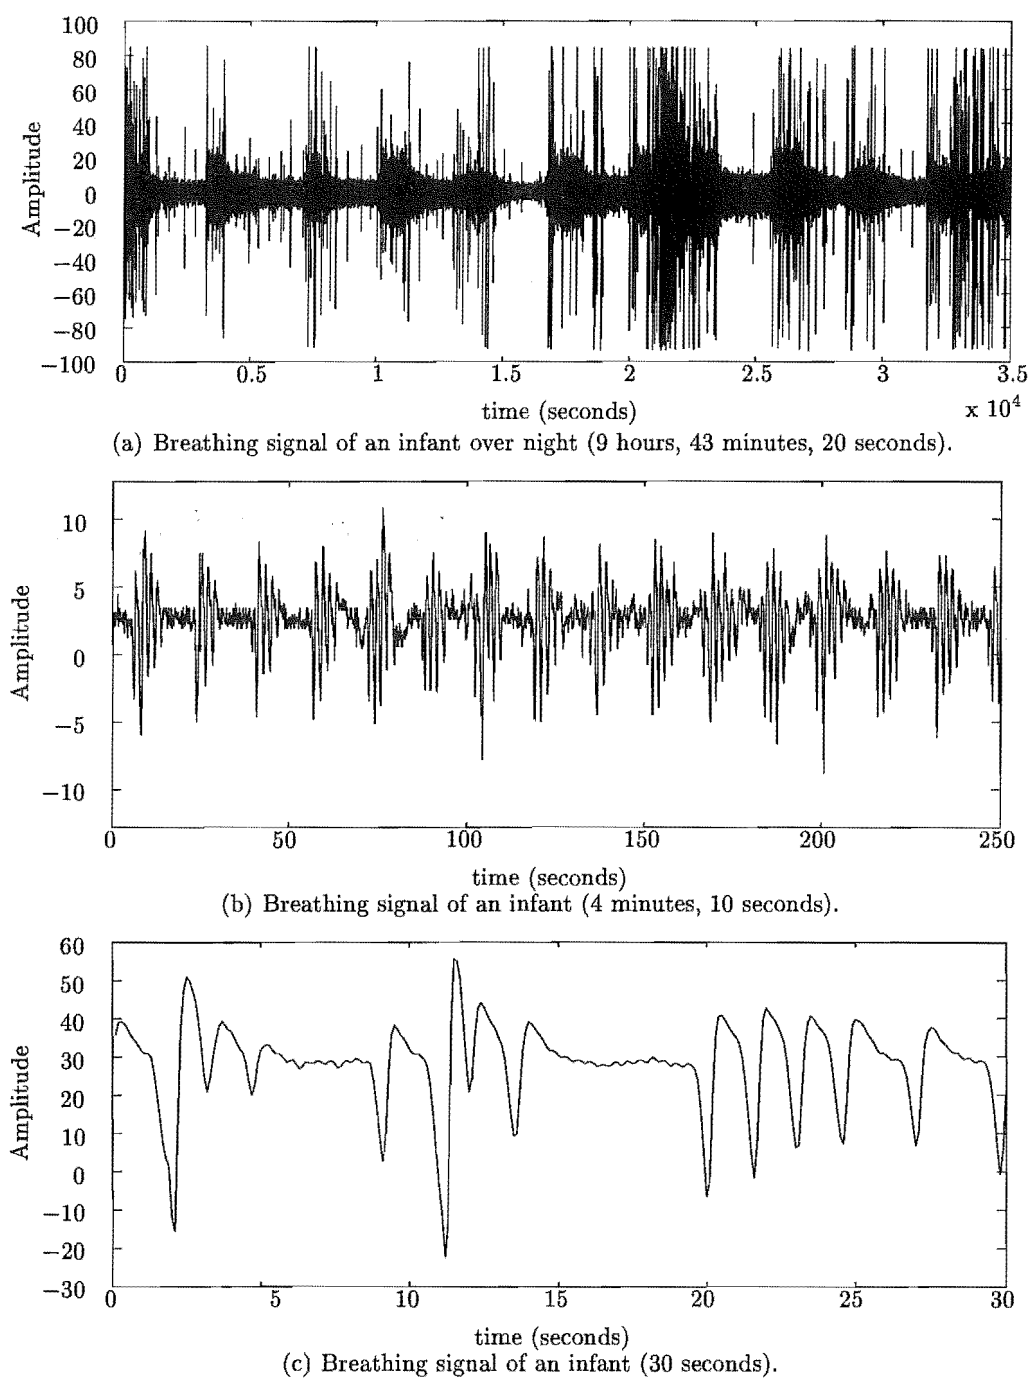 100
80
60
40
20
0
−20
−40
−60
−80
−100
Amplitude
0 0.5 1 1.5 2 2.5 3 3.5
x 10^4
time (seconds)
(a) Breathing signal of an infant over night (9 hours, 43 minutes, 20 seconds).
10
5
0
−5
−10
Amplitude
0 50 100 150 200 250
time (seconds)
(b) Breathing signal of an infant (4 minutes, 10 seconds).
60
50
40
30
20
10
0
−10
−20
−30
Amplitude
0 5 10 15 20 25 30
time (seconds)
(c) Breathing signal of an infant (30 seconds).